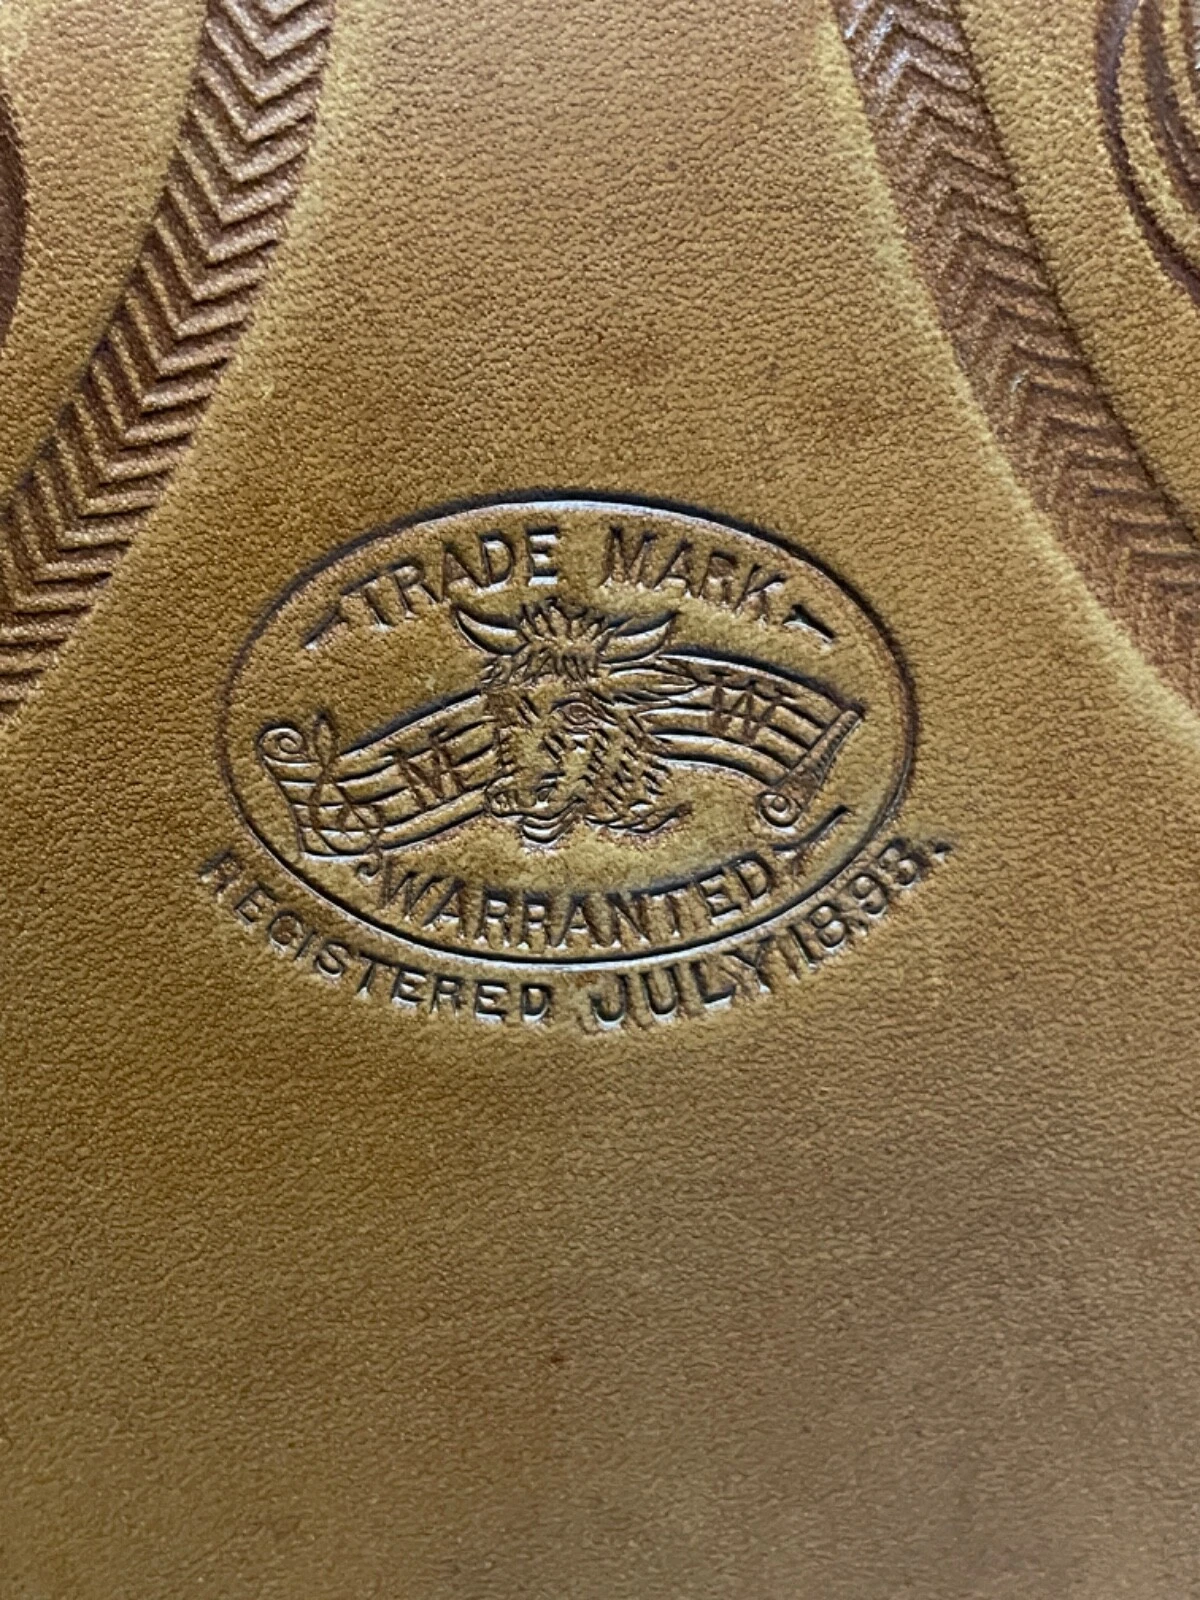 TRADE MARK
M W
WARRANTED
REGISTERED JULY 1893.